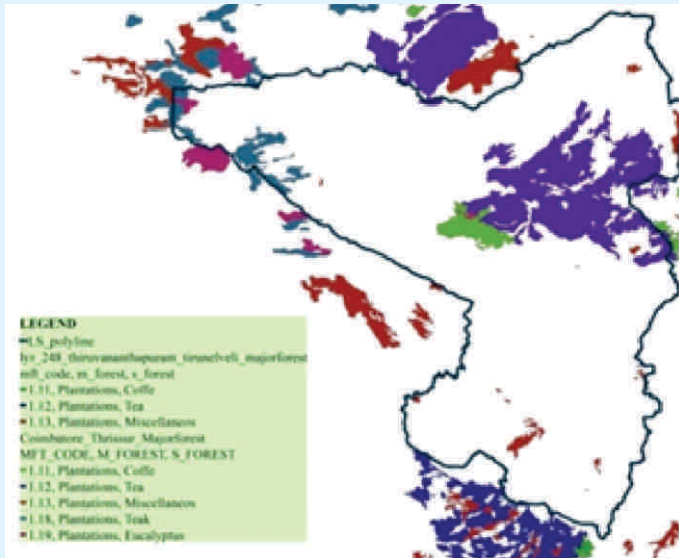 LEGEND
LS_polyline
lyr_248_thiruvananthapuram_tirunelveli_majorforest
mft_code, m_forest, s_forest
1.11, Plantations, Coffe
1.12, Plantations, Tea
1.13, Plantations, Miscellaneos
Coimbatore_Thrissur_Majorforest
MFT_CODE, M_FOREST, S_FOREST
1.11, Plantations, Coffe
1.12, Plantations, Tea
1.13, Plantations, Miscellaneos
1.18, Plantations, Teak
1.19, Plantations, Eucalyptus